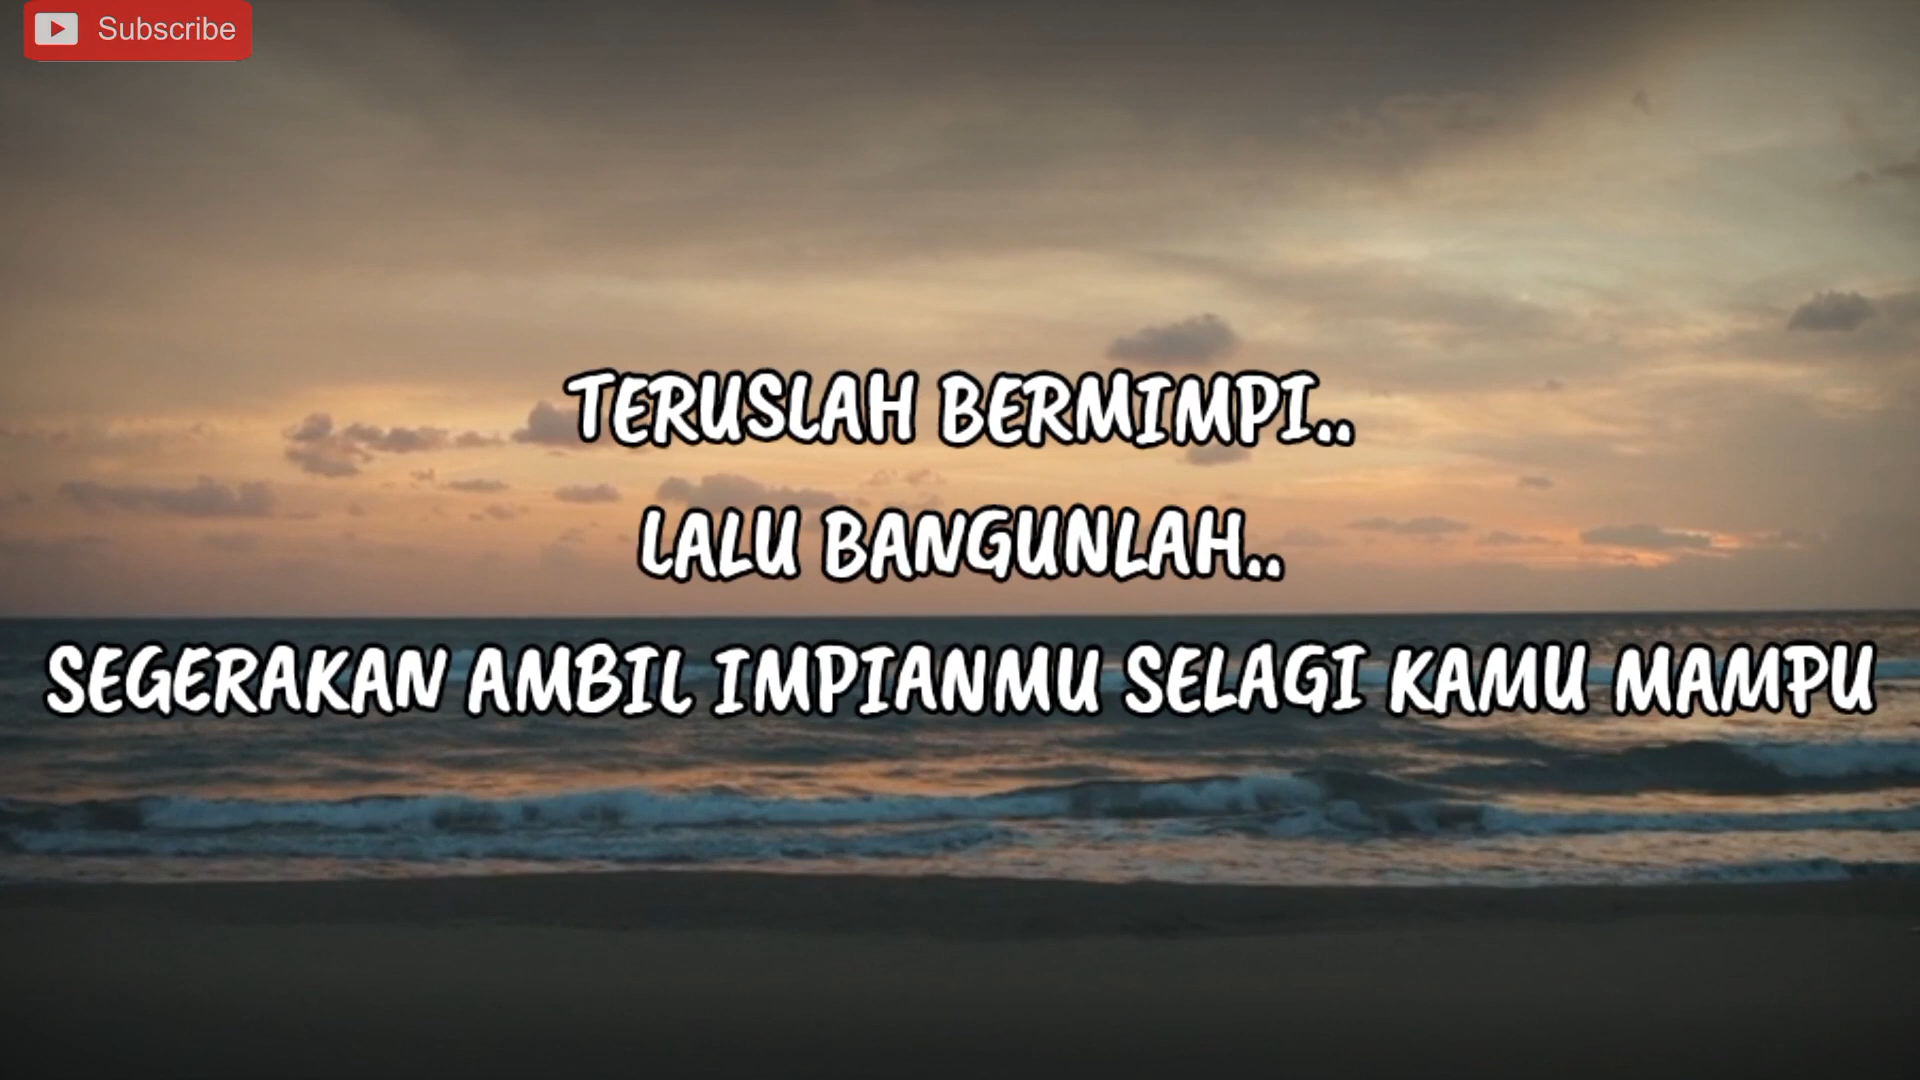 Subscribe
TERUSLAH BERMIMPI..
LALU BANGUNLAH..
SEGERAKAN AMBIL IMPIANMU SELAGI KAMU MAMPU